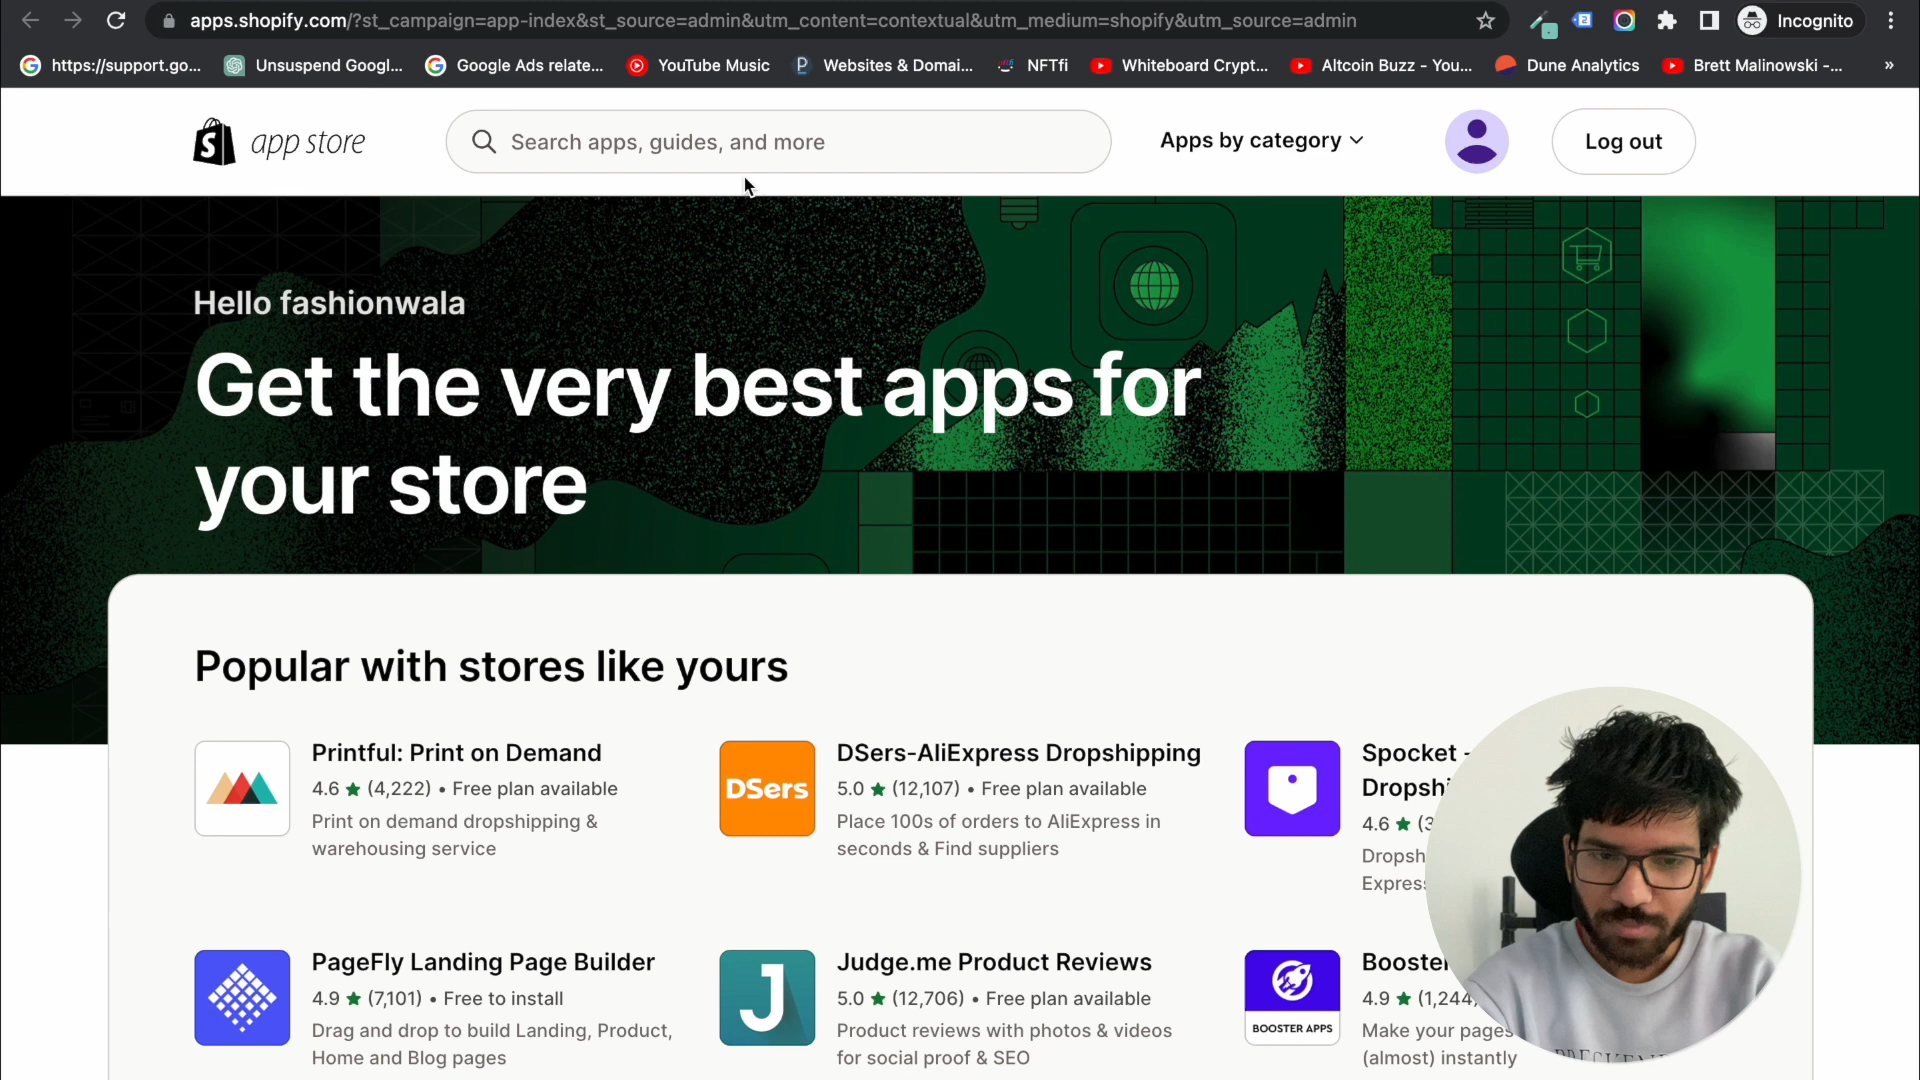 apps.shopify.com/?st_campaign=app-index&st_source=admin&utm_content=contextual&utm_medium=shopify&utm_source=admin
Incognito
https://support.go...
Unsuspend Googl...
Google Ads relate...
YouTube Music
Websites & Domai...
NFTfi
Whiteboard Crypt...
Altcoin Buzz - You...
Dune Analytics
Brett Malinowski -...
»
app store
Search apps, guides, and more
Apps by category
Log out
Hello fashionwala
Get the very best apps for
your store
Popular with stores like yours
Printful: Print on Demand
4.6 ★ (4,222) • Free plan available
Print on demand dropshipping &
warehousing service
DSers
DSers-AliExpress Dropshipping
5.0 ★ (12,107) • Free plan available
Place 100s of orders to AliExpress in
seconds & Find suppliers
Spocket -
Dropshi
4.6 ★ (3
Dropsh
Express
PageFly Landing Page Builder
4.9 ★ (7,101) • Free to install
Drag and drop to build Landing, Product,
Home and Blog pages
J
Judge.me Product Reviews
5.0 ★ (12,706) • Free plan available
Product reviews with photos & videos
for social proof & SEO
BOOSTER APPS
Booster
4.9 ★ (1,244)
Make your pages
(almost) instantly